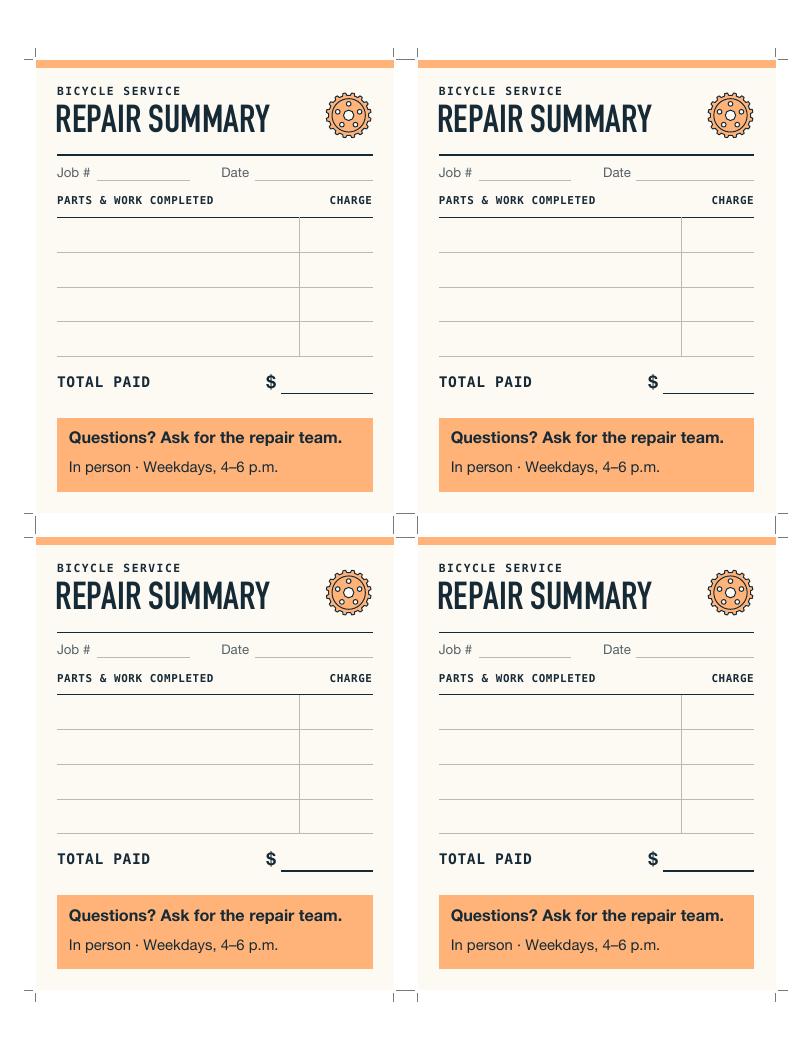 BICYCLE SERVICE
REPAIR SUMMARY
Job # Date
PARTS & WORK COMPLETED CHARGE
TOTAL PAID $
Questions? Ask for the repair team.
In person · Weekdays, 4–6 p.m.
BICYCLE SERVICE
REPAIR SUMMARY
Job # Date
PARTS & WORK COMPLETED CHARGE
TOTAL PAID $
Questions? Ask for the repair team.
In person · Weekdays, 4–6 p.m.
BICYCLE SERVICE
REPAIR SUMMARY
Job # Date
PARTS & WORK COMPLETED CHARGE
TOTAL PAID $
Questions? Ask for the repair team.
In person · Weekdays, 4–6 p.m.
BICYCLE SERVICE
REPAIR SUMMARY
Job # Date
PARTS & WORK COMPLETED CHARGE
TOTAL PAID $
Questions? Ask for the repair team.
In person · Weekdays, 4–6 p.m.